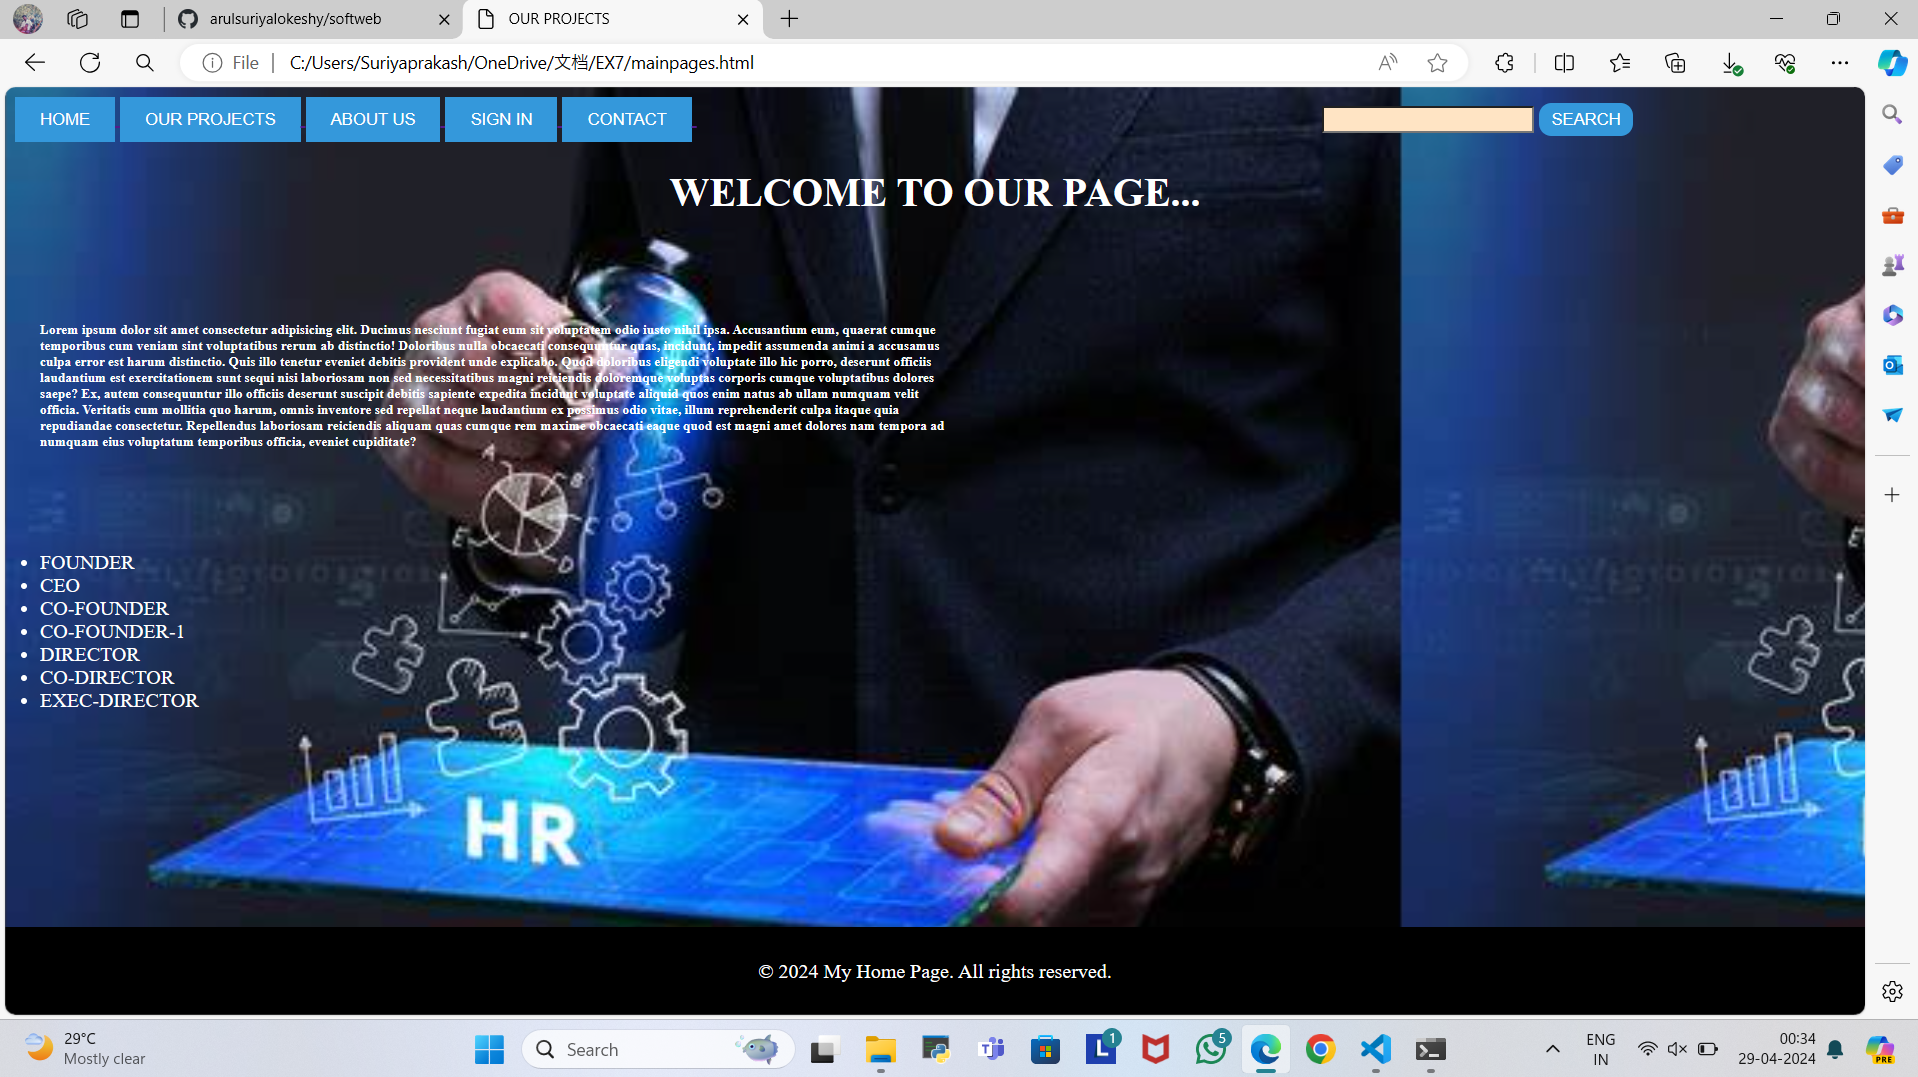 arulsuriyalokeshy/softweb
OUR PROJECTS
File
C:/Users/Suriyaprakash/OneDrive/文档/EX7/mainpages.html
HOME
OUR PROJECTS
ABOUT US
SIGN IN
CONTACT
SEARCH
WELCOME TO OUR PAGE...
Lorem ipsum dolor sit amet consectetur adipisicing elit. Ducimus nesciunt fugiat eum sit voluptatem odio iusto nihil ipsa. Accusantium eum, quaerat cumque
temporibus cum veniam sint voluptatibus rerum ab distinctio! Doloribus nulla obcaecati consequuntur quas, incidunt, impedit assumenda animi a accusamus
culpa error est harum distinctio. Quis illo tenetur eveniet debitis provident unde explicabo. Quod doloribus eligendi voluptate illo hic porro, deserunt officiis
laudantium est exercitationem sunt sequi nisi laboriosam non sed necessitatibus magni reiciendis doloremque voluptas corporis cumque voluptatibus dolores
saepe? Ex, autem consequuntur illo officiis deserunt suscipit debitis sapiente expedita incidunt voluptate aliquid quos enim natus ab ullam numquam velit
officia. Veritatis cum mollitia quo harum, omnis inventore sed repellat neque laudantium ex possimus odio vitae, illum reprehenderit culpa itaque quia
repudiandae consectetur. Repellendus laboriosam reiciendis aliquam quas cumque rem maxime obcaecati eaque quod est magni amet dolores nam tempora ad
numquam eius voluptatum temporibus officia, eveniet cupiditate?
A
B
C
E
D
• FOUNDER
• CEO
• CO-FOUNDER
• CO-FOUNDER-1
• DIRECTOR
• CO-DIRECTOR
• EXEC-DIRECTOR
HR
© 2024 My Home Page. All rights reserved.
29°C
Mostly clear
Search
1
5
ENG
IN
00:34
29-04-2024
PRE